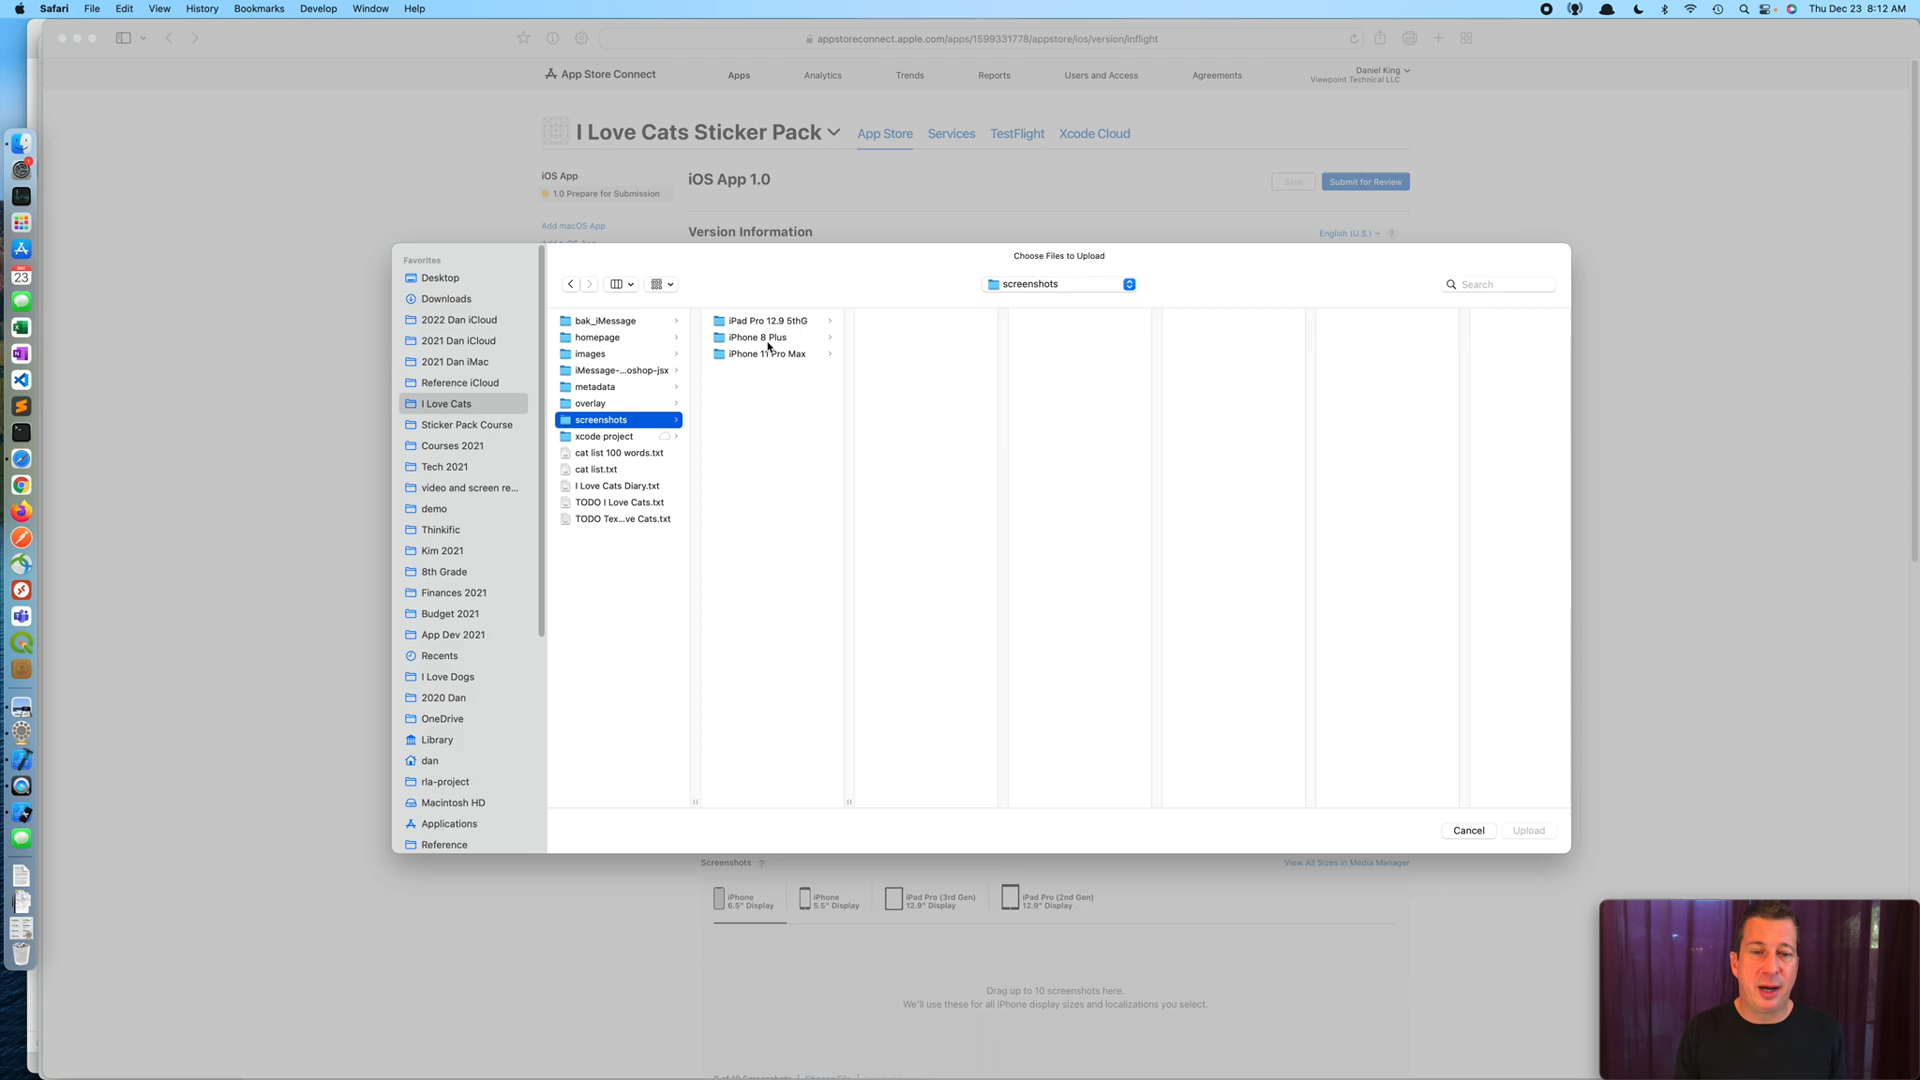 Safari File Edit View History Bookmarks Develop Window Help Thu Dec 23 8:12 AM
appstoreconnect.apple.com/apps/1599331778/appstore/ios/version/inflight
App Store Connect Apps Analytics Trends Reports Users and Access Agreements Daniel King
Viewpoint Technical LLC
I Love Cats Sticker Pack App Store Services TestFlight Xcode Cloud
iOS App
1.0 Prepare for Submission
iOS App 1.0 Save Submit for Review
Add macOS App
Version Information English (U.S.) ?
Choose Files to Upload
screenshots
Search
Favorites
Desktop
Downloads
2022 Dan iCloud
2021 Dan iCloud
2021 Dan iMac
Reference iCloud
I Love Cats
Sticker Pack Course
Courses 2021
Tech 2021
video and screen re...
demo
Thinkific
Kim 2021
8th Grade
Finances 2021
Budget 2021
App Dev 2021
Recents
I Love Dogs
2020 Dan
OneDrive
Library
dan
rla-project
Macintosh HD
Applications
Reference
bak_iMessage
homepage
images
iMessage-...oshop-jsx
metadata
overlay
screenshots
xcode project
cat list 100 words.txt
cat list.txt
I Love Cats Diary.txt
TODO I Love Cats.txt
TODO Tex...ve Cats.txt
iPad Pro 12.9 5thG
iPhone 8 Plus
iPhone 11 Pro Max
Cancel Upload
Screenshots ? View All Sizes in Media Manager
iPhone
6.5" Display
iPhone
5.5" Display
iPad Pro (3rd Gen)
12.9" Display
iPad Pro (2nd Gen)
12.9" Display
Drag up to 10 screenshots here.
We'll use these for all iPhone display sizes and localizations you select.
23